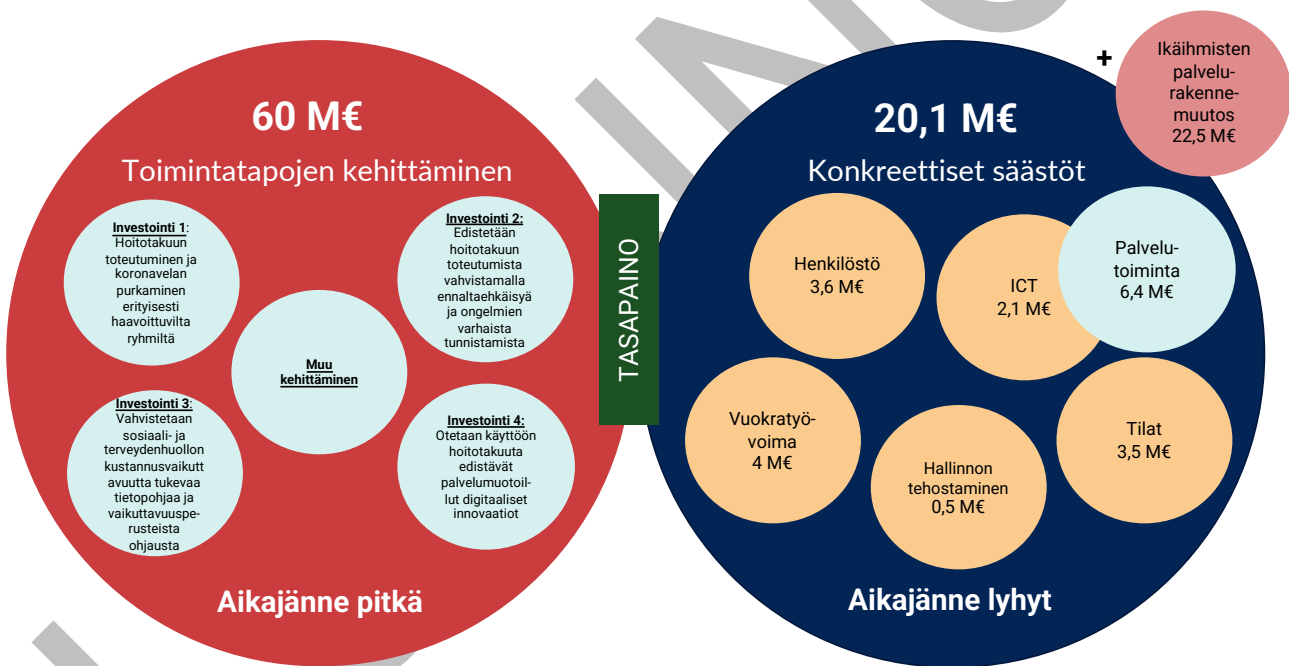 60 M€
Toimintatapojen kehittäminen
Investointi 1:
Hoitotakuun
toteutuminen ja
koronavelan
purkaminen
erityisesti
haavoittuvilta
ryhmiltä
Investointi 2:
Edistetään
hoitotakuun
toteutumista
vahvistamalla
ennaltaehkäisyä
ja ongelmien
varhaista
tunnistamista
Muu
kehittäminen
Investointi 3:
Vahvistetaan
sosiaali- ja
terveydenhuollon
kustannusvaikutt
avuutta tukevaa
tietopohjaa ja
vaikuttavuuspe-
rusteista
ohjausta
Investointi 4:
Otetaan käyttöön
hoitotakuuta
edistävät
palvelumuotoil-
lut digitaaliset
innovaatiot
Aikajänne pitkä
TASAPAINO
20,1 M€
Konkreettiset säästöt
+
Ikäihmisten
palvelu-
rakenne-
muutos
22,5 M€
Henkilöstö
3,6 M€
ICT
2,1 M€
Palvelu-
toiminta
6,4 M€
Vuokratyö-
voima
4 M€
Hallinnon
tehostaminen
0,5 M€
Tilat
3,5 M€
Aikajänne lyhyt